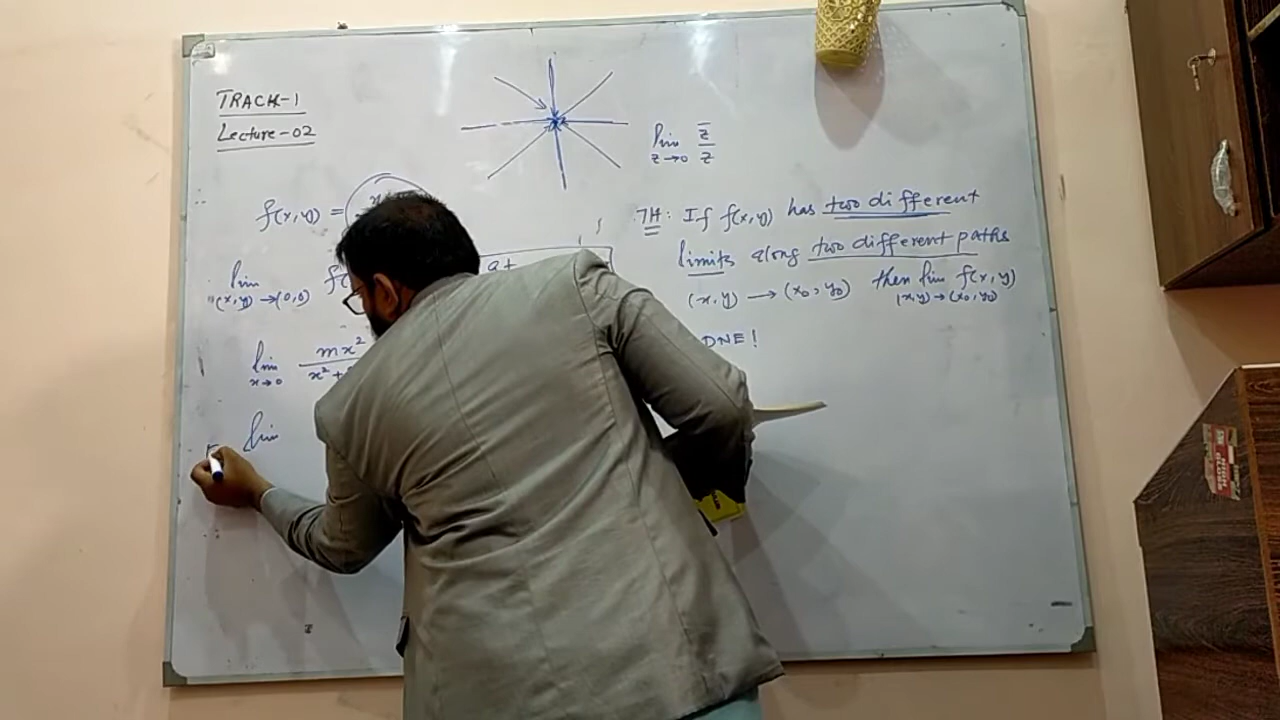 TRACK-1
Lecture-02
lim z̄/z
z→0
f(x,y) =
lim
(x,y)→(0,0)
lim mx²
x→0 x²+
lim
TH: If f(x,y) has two different
limits along two different paths
(x,y) → (x₀,y₀) then lim f(x,y)
(x,y)→(x₀,y₀)
DNE!